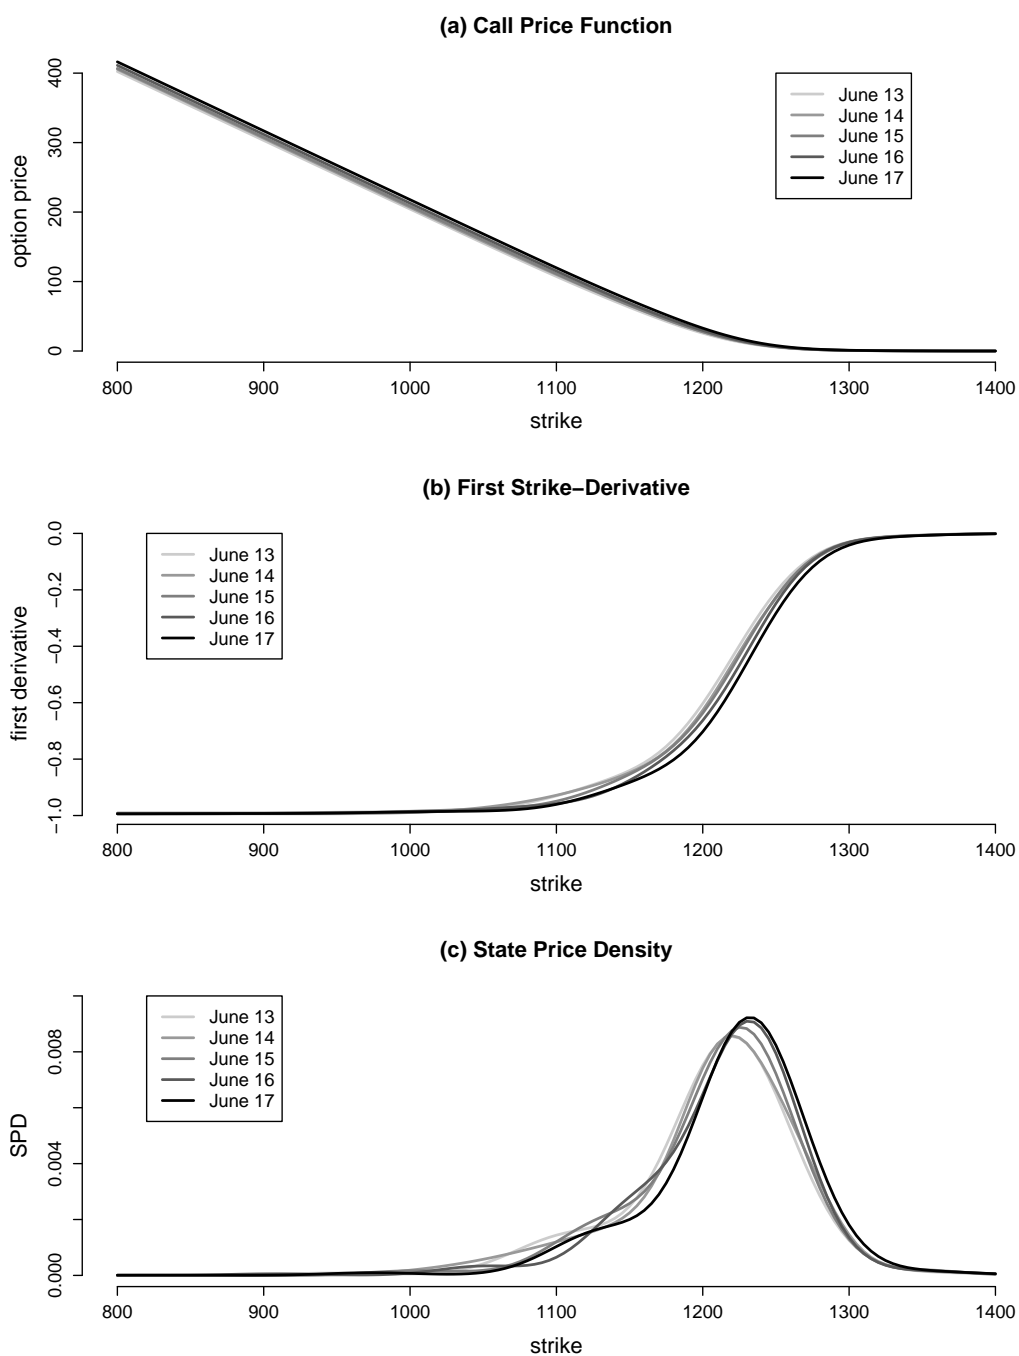 (a) Call Price Function
option price
0
100
200
300
400
June 13
June 14
June 15
June 16
June 17
800 900 1000 1100 1200 1300 1400
strike
(b) First Strike−Derivative
first derivative
−1.0
−0.8
−0.6
−0.4
−0.2
0.0
June 13
June 14
June 15
June 16
June 17
800 900 1000 1100 1200 1300 1400
strike
(c) State Price Density
SPD
0.000
0.004
0.008
June 13
June 14
June 15
June 16
June 17
800 900 1000 1100 1200 1300 1400
strike